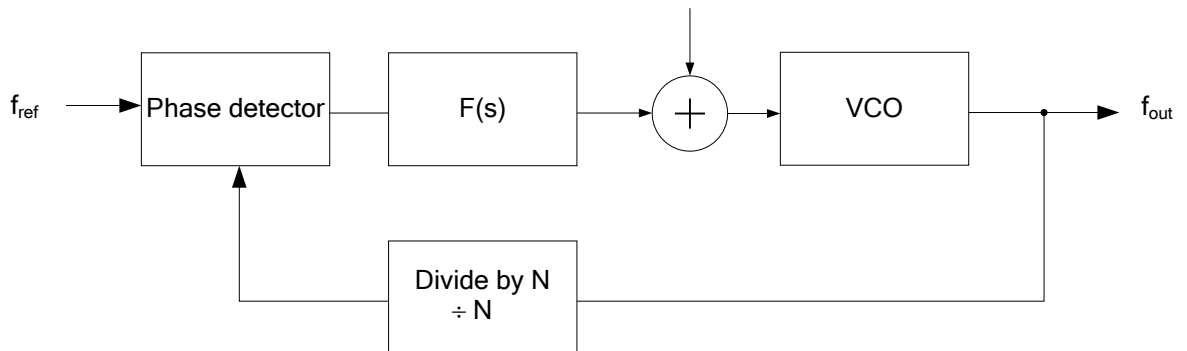 f_ref
Phase detector
F(s)
+
VCO
f_out
Divide by N
÷ N